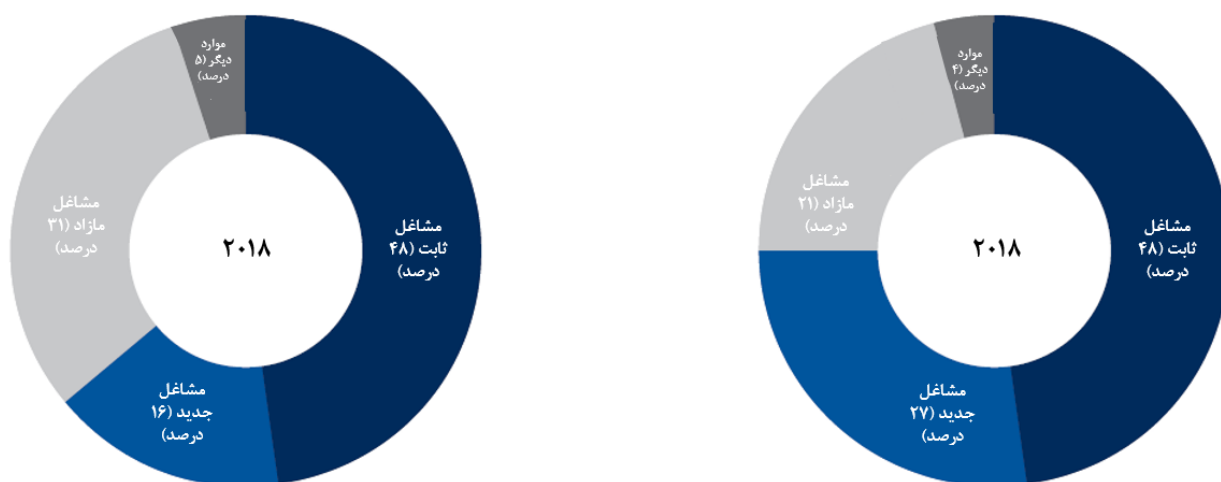 موارد
دیگر (۵
درصد)
مشاغل
ثابت (۴۸
درصد)
مشاغل
جدید (۱۶
درصد)
مشاغل
مازاد (۳۱
درصد)
۲۰۱۸
موارد
دیگر (۴
درصد)
مشاغل
ثابت (۴۸
درصد)
مشاغل
جدید (۲۷
درصد)
مشاغل
مازاد (۲۱
درصد)
۲۰۱۸